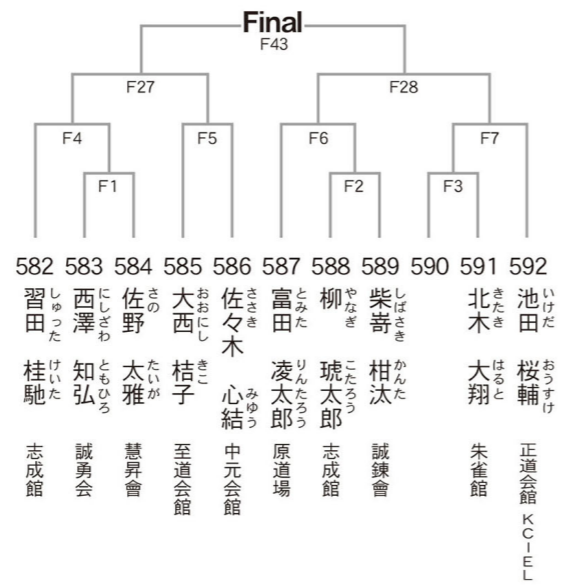 Final
F43
F27
F28
F4
F5
F6
F7
F1
F2
F3
582
583
584
585
586
587
588
589
590
591
592
習田 桂馳
しゅった けいた
志成館
西澤 知弘
にしざわ ともひろ
誠勇会
佐野 太雅
さの たいが
慧昇會
大西 桔子
おおにし きこ
至道会館
佐々木 心結
ささき みゆう
中元会館
富田 凌太郎
とみた りんたろう
原道場
柳 琥太郎
やなぎ こたろう
志成館
柴嵜 柑汰
しばさき かんた
誠錬會
北木 大翔
きたき はると
朱雀館
池田 桜輔
いけだ おうすけ
正道会館 KCIEL